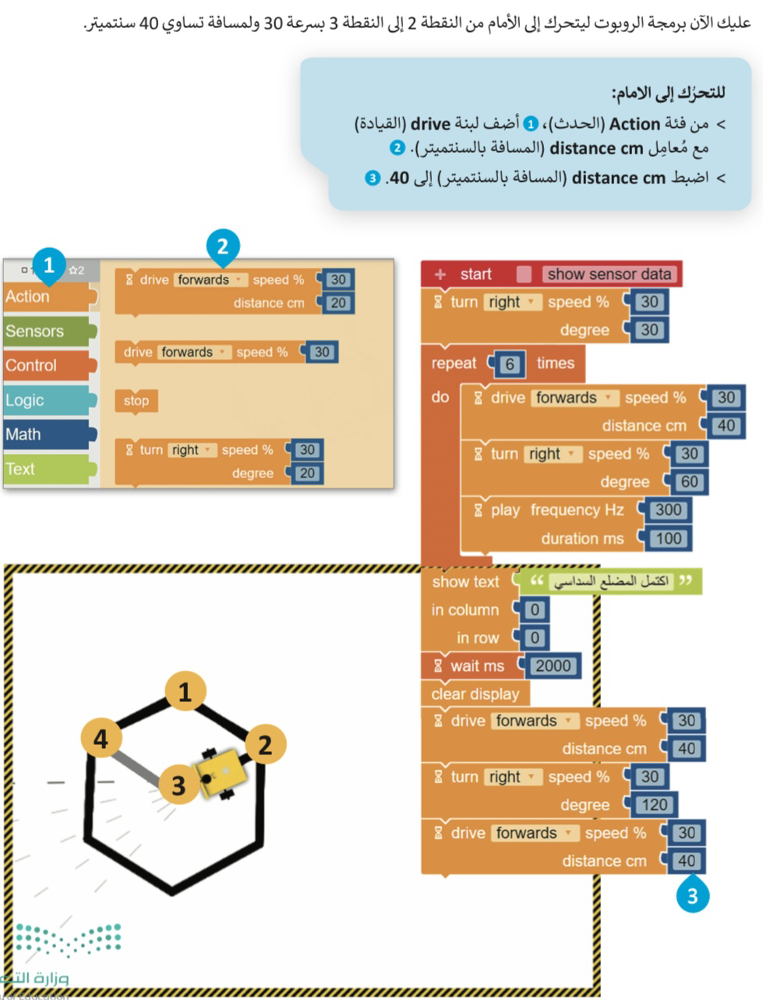 عليك الآن برمجة الروبوت ليتحرك إلى الأمام من النقطة 2 إلى النقطة 3 بسرعة 30 ولمسافة تساوي 40 سنتميتر.
للتحرُك إلى الامام:
> من فئة Action (الحدث)، 1 أضف لبنة drive (القيادة)
مع مُعامِل distance cm (المسافة بالسنتميتر). 2
> اضبط distance cm (المسافة بالسنتميتر) إلى 40. 3
1
2
2
Action
Sensors
Control
Logic
Math
Text
drive forwards speed % 30
distance cm 20
drive forwards speed % 30
stop
turn right speed % 30
degree 20
+ start show sensor data
turn right speed % 30
degree 30
repeat 6 times
do drive forwards speed % 30
distance cm 40
turn right speed % 30
degree 60
play frequency Hz 300
duration ms 100
show text “ اكتمل المضلع السداسي ”
in column 0
in row 0
wait ms 2000
clear display
drive forwards speed % 30
distance cm 40
turn right speed % 30
degree 120
drive forwards speed % 30
distance cm 40
3
1
4
2
3
وزارة